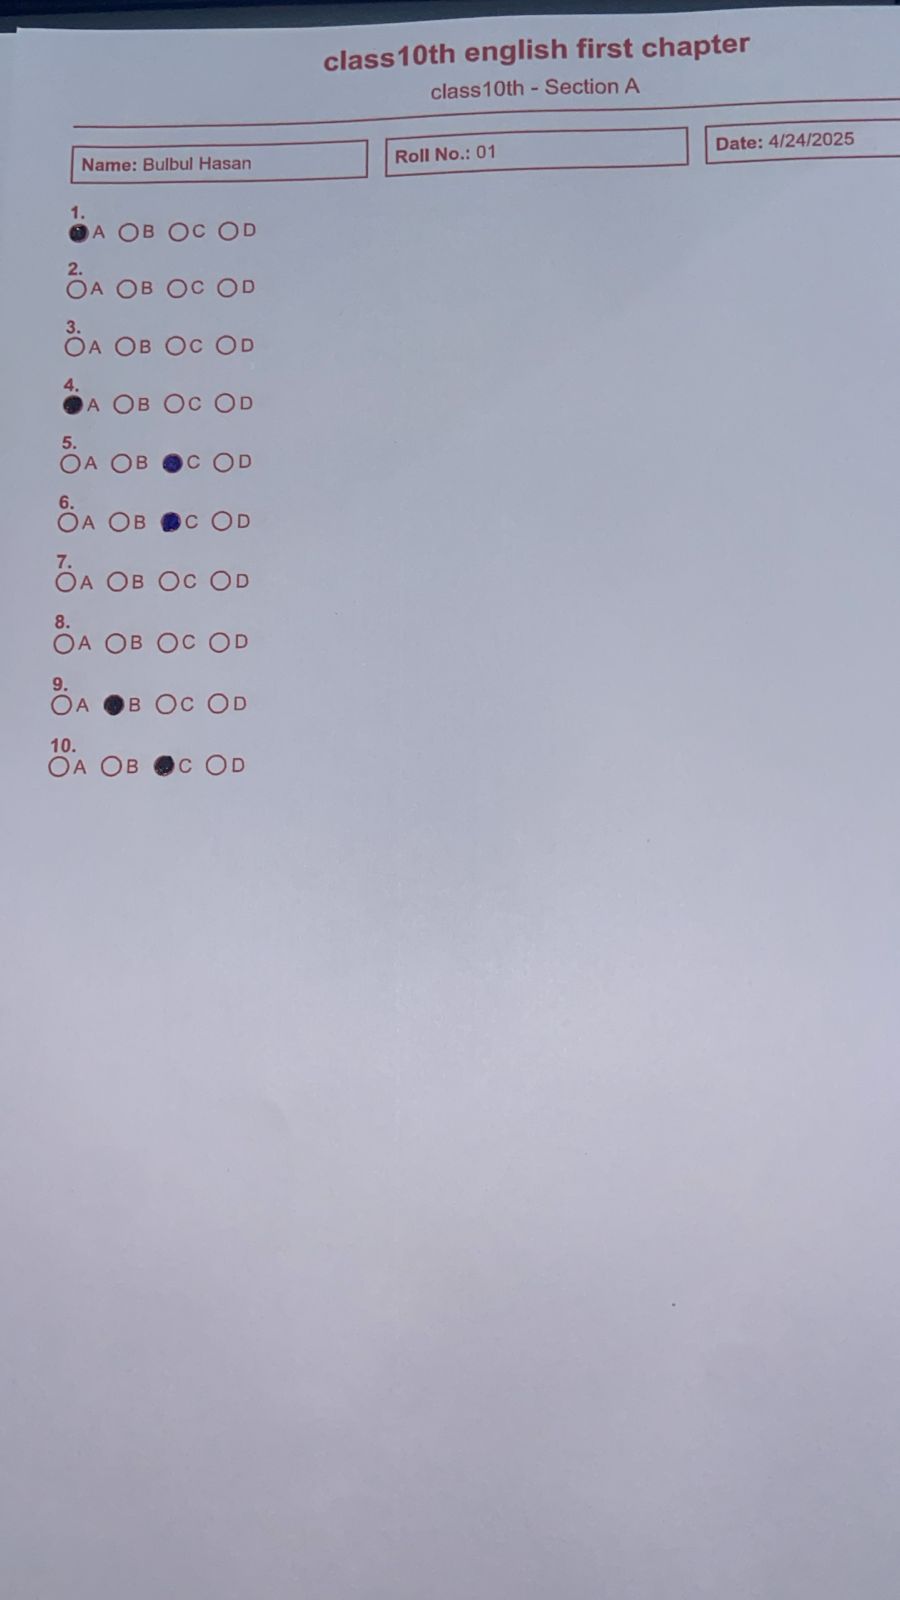 class10th english first chapter
class10th - Section A
Name: Bulbul Hasan
Roll No.: 01
Date: 4/24/2025
1.
A B C D
2.
A B C D
3.
A B C D
4.
A B C D
5.
A B C D
6.
A B C D
7.
A B C D
8.
A B C D
9.
A B C D
10.
A B C D